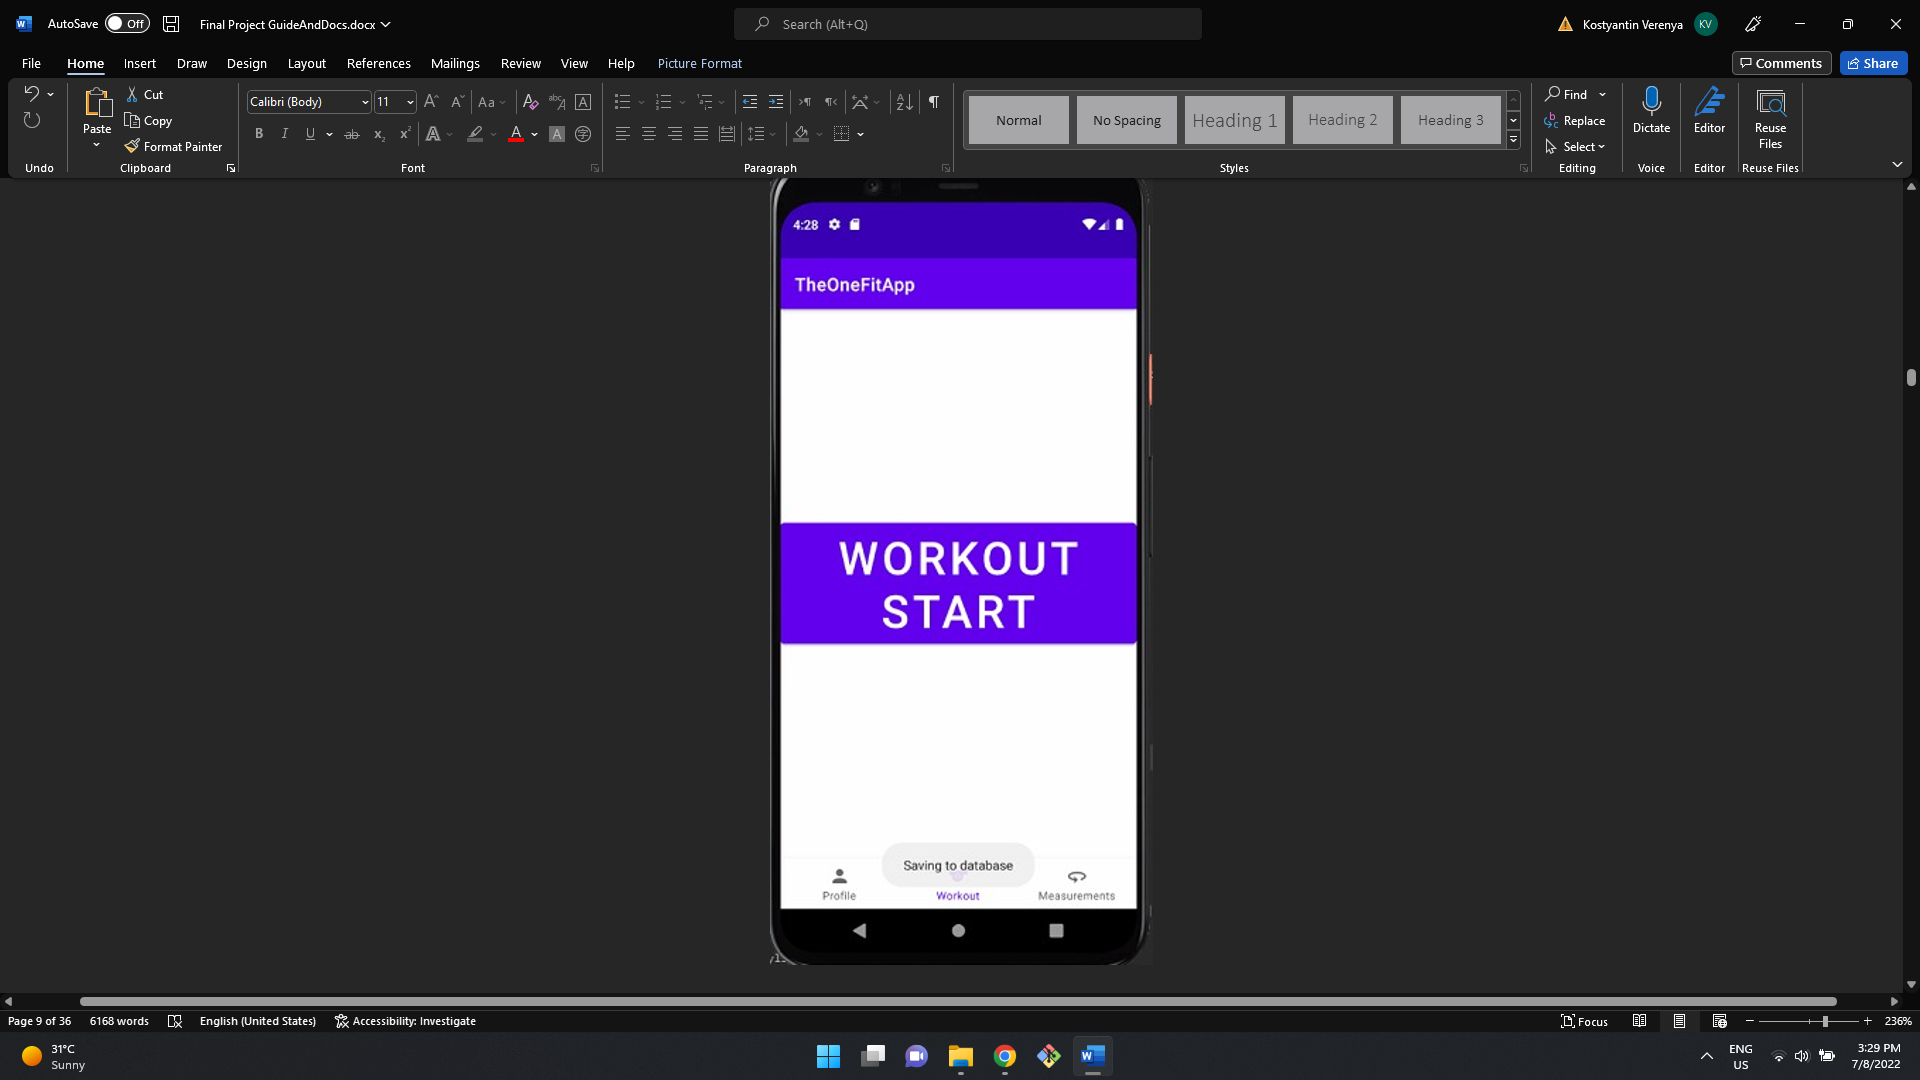 AutoSave
Off
Final Project GuideAndDocs.docx
Search (Alt+Q)
Kostyantin Verenya
KV
File
Home
Insert
Draw
Design
Layout
References
Mailings
Review
View
Help
Picture Format
Comments
Share
Paste
Cut
Copy
Format Painter
Calibri (Body)
11
Normal
No Spacing
Heading 1
Heading 2
Heading 3
Find
Replace
Select
Dictate
Editor
Reuse
Files
Undo
Clipboard
Font
Paragraph
Styles
Editing
Voice
Editor
Reuse Files
4:28
TheOneFitApp
WORKOUT
START
Saving to database
Profile
Workout
Measurements
Page 9 of 36
6168 words
English (United States)
Accessibility: Investigate
Focus
236%
31°C
Sunny
ENG
US
3:29 PM
7/8/2022